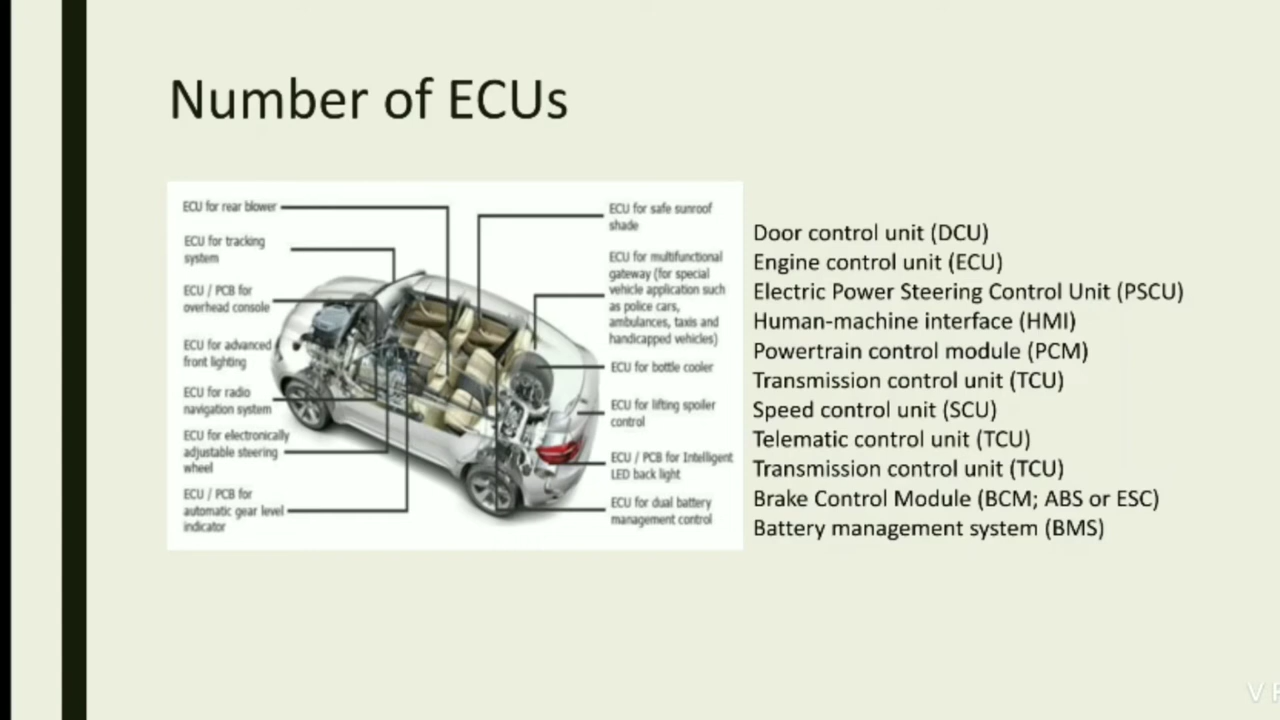 Number of ECUs
ECU for rear blower
ECU for tracking
system
ECU / PCB for
overhead console
ECU for advanced
front lighting
ECU for radio
navigation system
ECU for electronically
adjustable steering
wheel
ECU / PCB for
automatic gear level
indicator
ECU for safe sunroof
shade
ECU for multifunctional
gateway (for special
vehicle application such
as police cars,
ambulances, taxis and
handicapped vehicles)
ECU for bottle cooler
ECU for lifting spoiler
control
ECU / PCB for Intelligent
LED back light
ECU for dual battery
management control
Door control unit (DCU)
Engine control unit (ECU)
Electric Power Steering Control Unit (PSCU)
Human-machine interface (HMI)
Powertrain control module (PCM)
Transmission control unit (TCU)
Speed control unit (SCU)
Telematic control unit (TCU)
Transmission control unit (TCU)
Brake Control Module (BCM; ABS or ESC)
Battery management system (BMS)